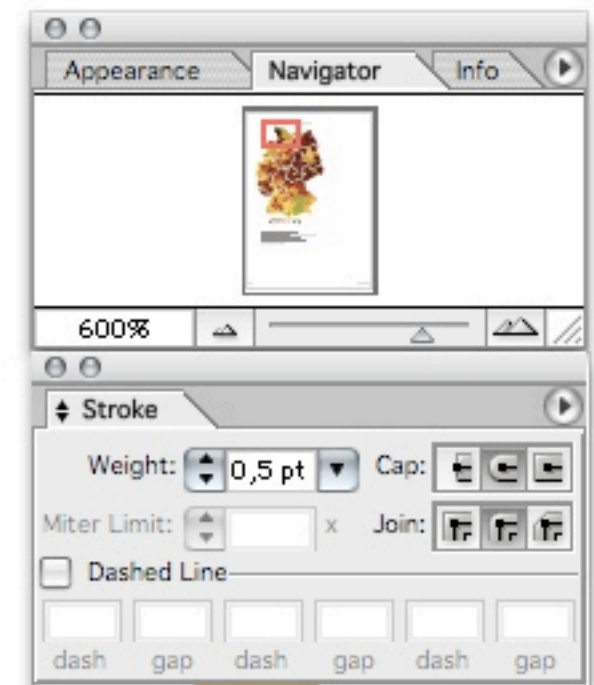 Appearance Navigator Info
600%
Stroke
Weight: 0,5 pt Cap:
Miter Limit: x Join:
Dashed Line
dash gap dash gap dash gap